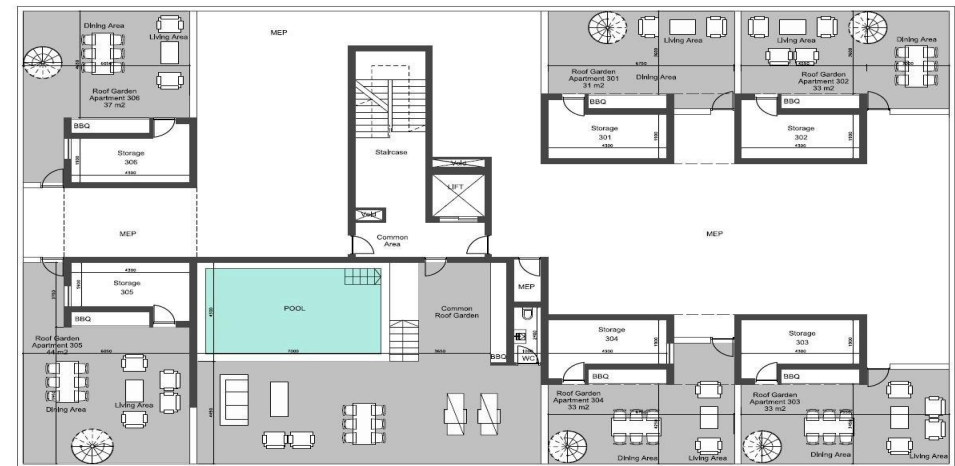 Dining Area
Living Area
Roof Garden
Apartment 306
37 m2
BBQ
Storage
306
4300
MEP
MEP
Staircase
Void
LIFT
Void
Common
Area
Living Area
Roof Garden
Apartment 301
31 m2
Dining Area
BBQ
Storage
301
4300
Living Area
Dining Area
Roof Garden
Apartment 302
33 m2
BBQ
Storage
302
4300
MEP
4300
Storage
305
BBQ
Roof Garden
Apartment 305
44 m2
Dining Area
Living Area
POOL
Common
Roof Garden
BBQ
MEP
WC
Storage
304
4300
BBQ
Roof Garden
Apartment 304
33 m2
Dining Area
Living Area
Storage
303
4300
BBQ
Roof Garden
Apartment 303
33 m2
Dining Area
Living Area